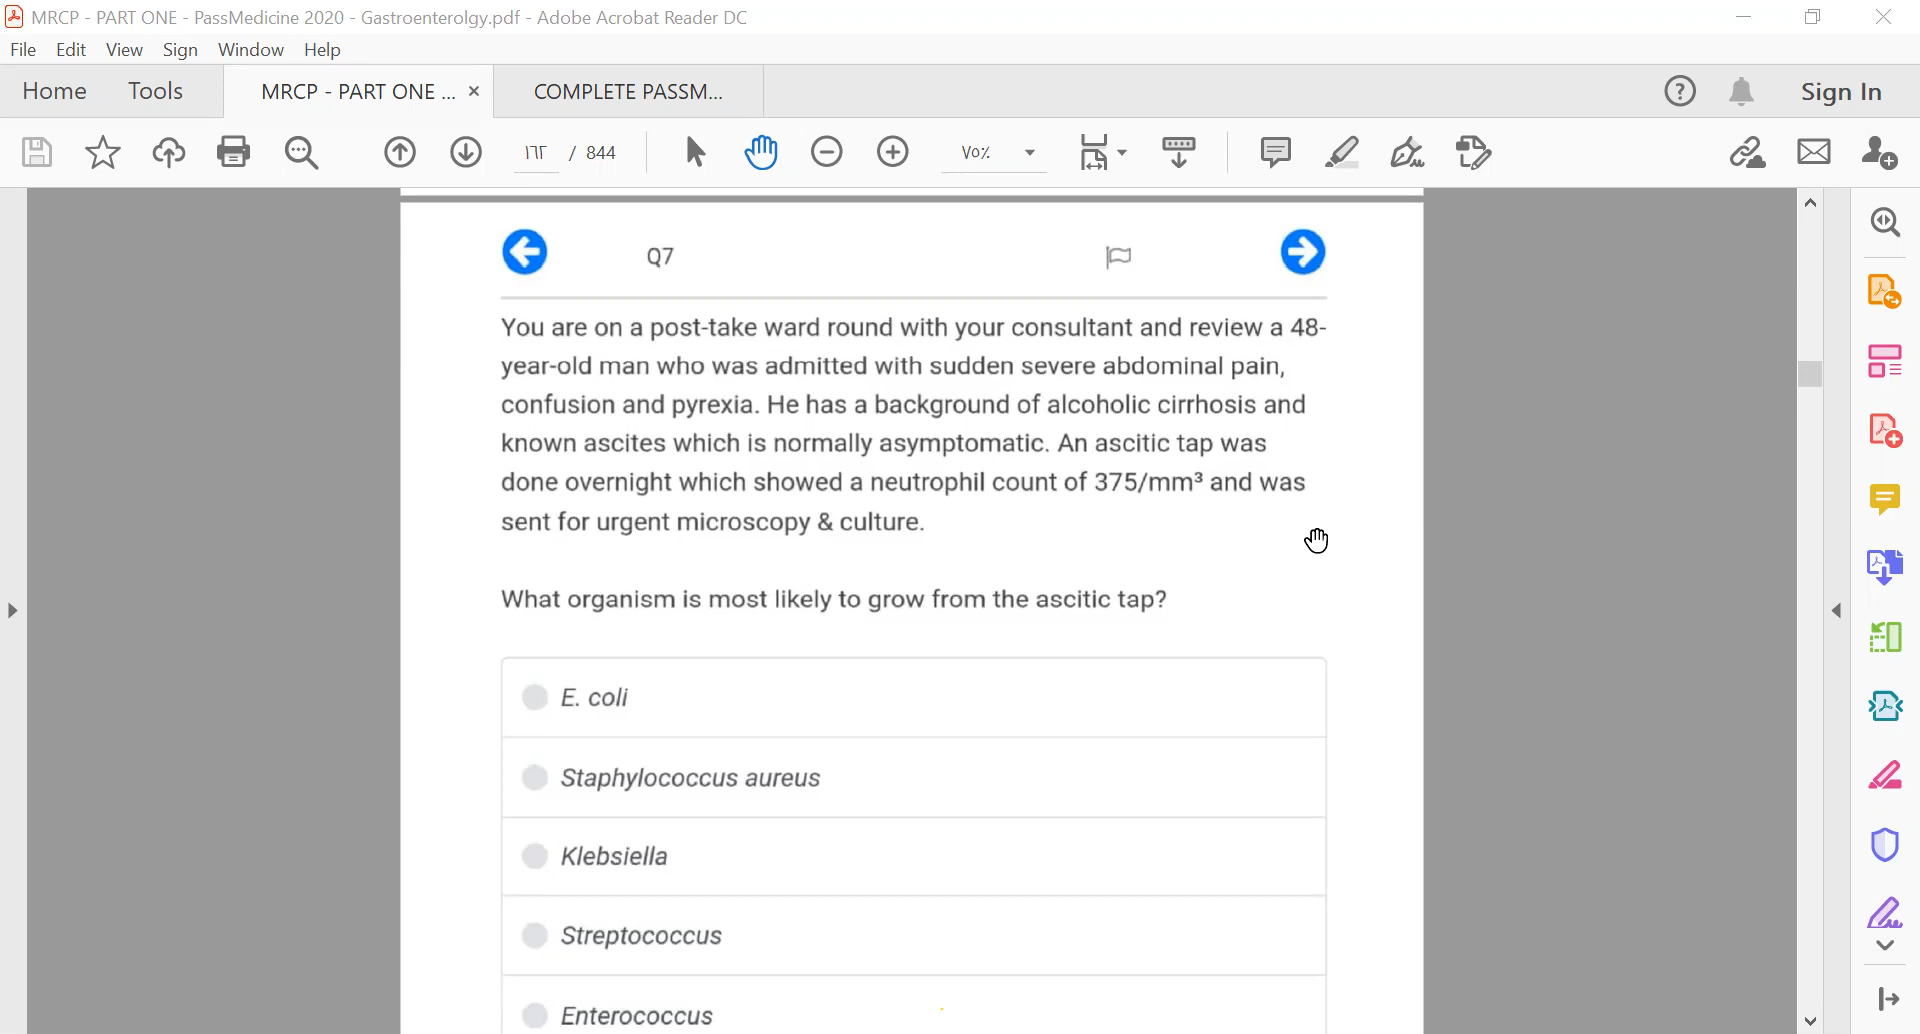 MRCP - PART ONE - PassMedicine 2020 - Gastroenterolgy.pdf - Adobe Acrobat Reader DC
File Edit View Sign Window Help
Home Tools MRCP - PART ONE ... × COMPLETE PASSM... Sign In
١٦٢ / 844 ٧٥٪
Q7
You are on a post-take ward round with your consultant and review a 48-
year-old man who was admitted with sudden severe abdominal pain,
confusion and pyrexia. He has a background of alcoholic cirrhosis and
known ascites which is normally asymptomatic. An ascitic tap was
done overnight which showed a neutrophil count of 375/mm³ and was
sent for urgent microscopy & culture.
What organism is most likely to grow from the ascitic tap?
E. coli
Staphylococcus aureus
Klebsiella
Streptococcus
Enterococcus